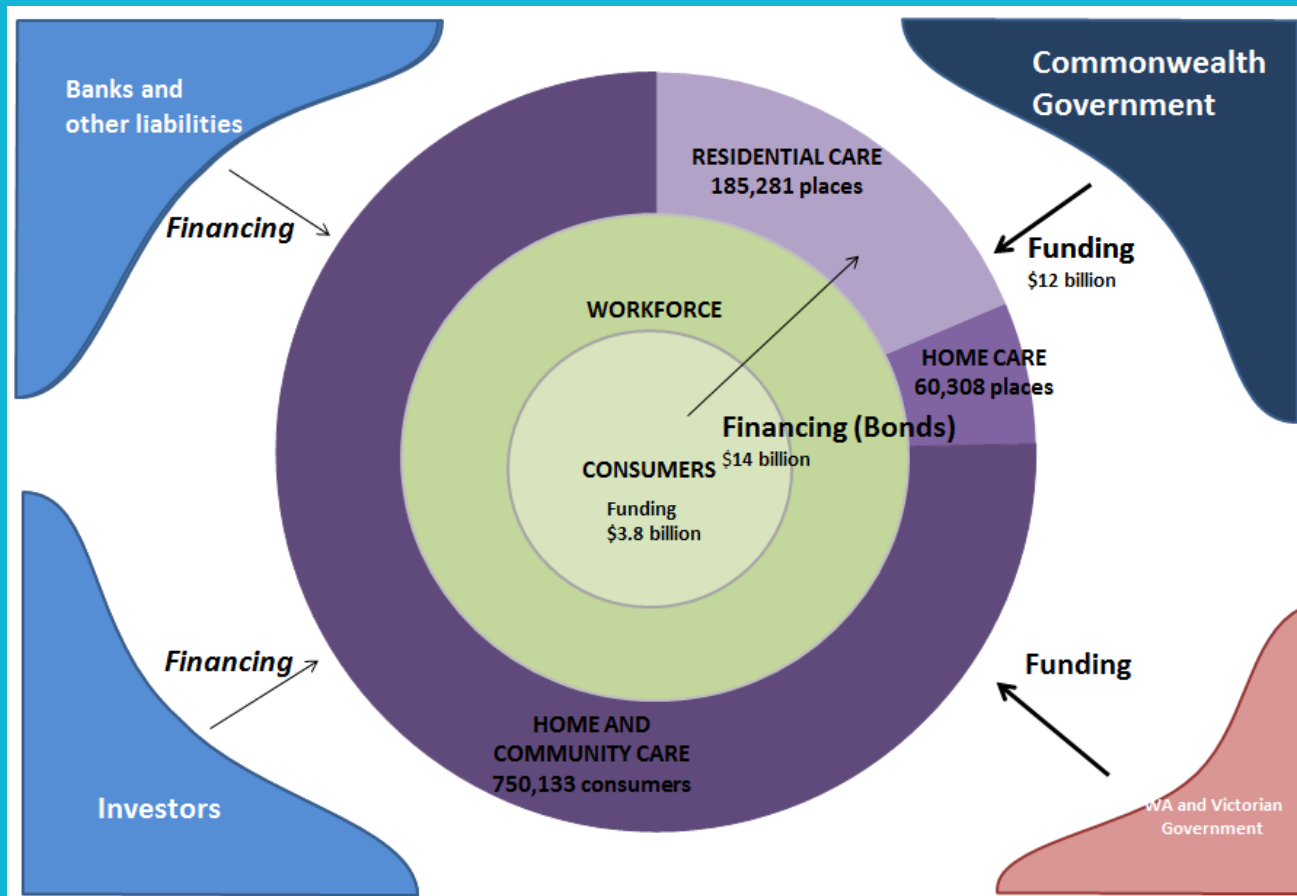 Banks and
other liabilities
Commonwealth
Government
RESIDENTIAL CARE
185,281 places
Financing
Funding
$12 billion
WORKFORCE
HOME CARE
60,308 places
Financing (Bonds)
$14 billion
CONSUMERS
Funding
$3.8 billion
Financing
Funding
HOME AND
COMMUNITY CARE
750,133 consumers
Investors
WA and Victorian
Government